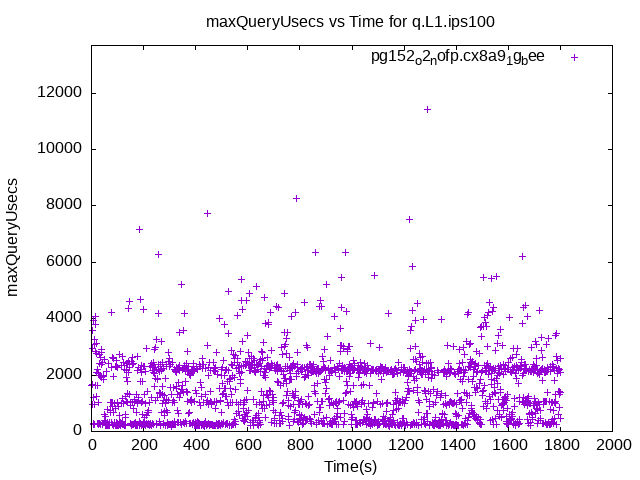 maxQueryUsecs vs Time for q.L1.ips100
pg152o2nofp.cx8a91gbee
12000
10000
8000
6000
4000
2000
0
maxQueryUsecs
0 200 400 600 800 1000 1200 1400 1600 1800 2000
Time(s)